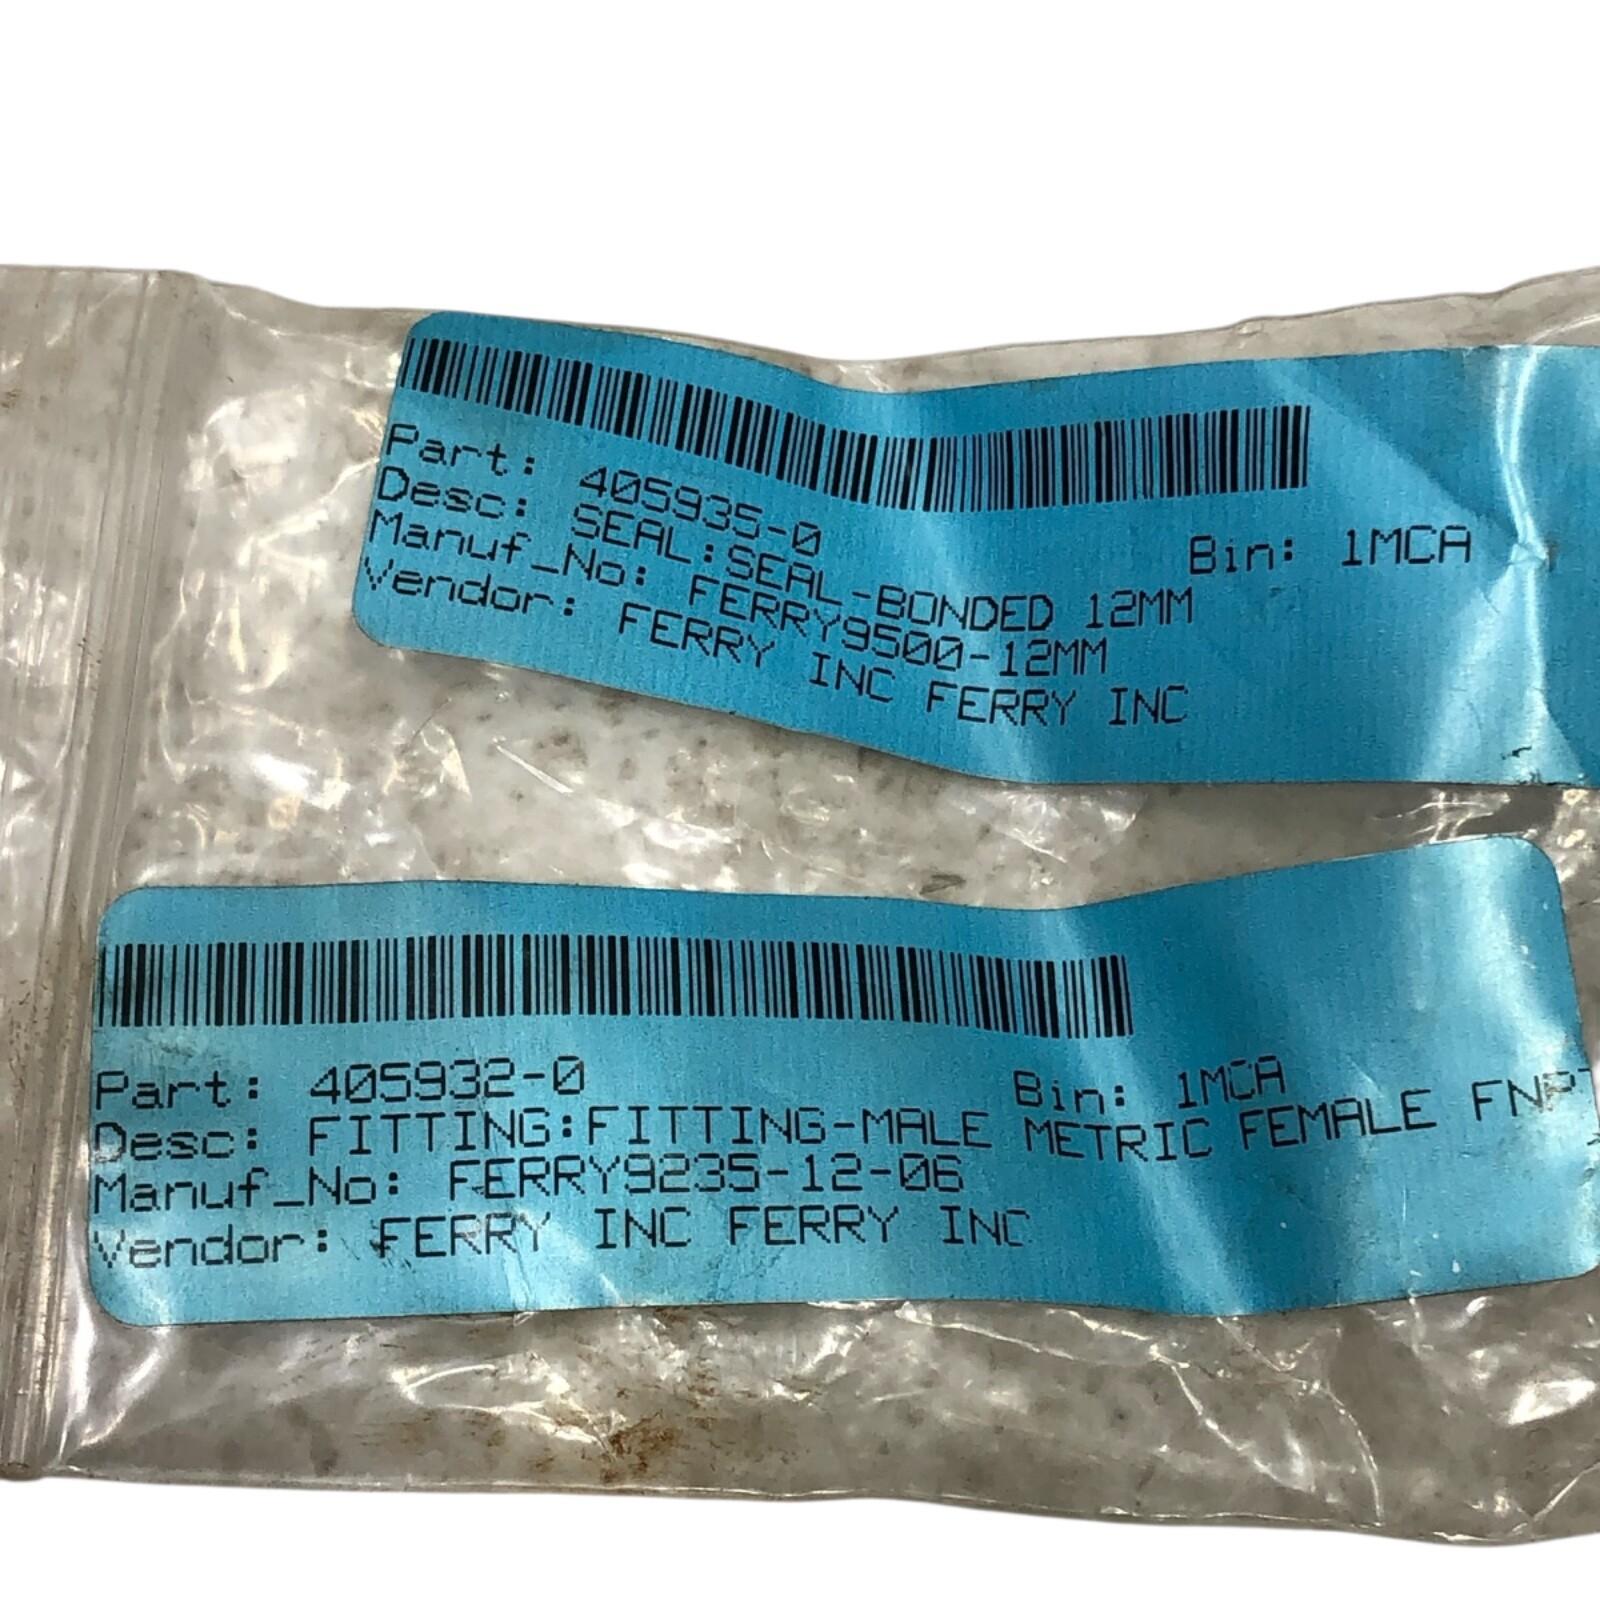 Part: 405935-0 Bin: 1MCA
Desc: SEAL:SEAL-BONDED 12MM
Manuf_No: FERRY9500-12MM
Vendor: FERRY INC FERRY INC
Part: 405932-0 Bin: 1MCA
Desc: FITTING:FITTING-MALE METRIC FEMALE FNPT
Manuf_No: FERRY9235-12-06
Vendor: FERRY INC FERRY INC